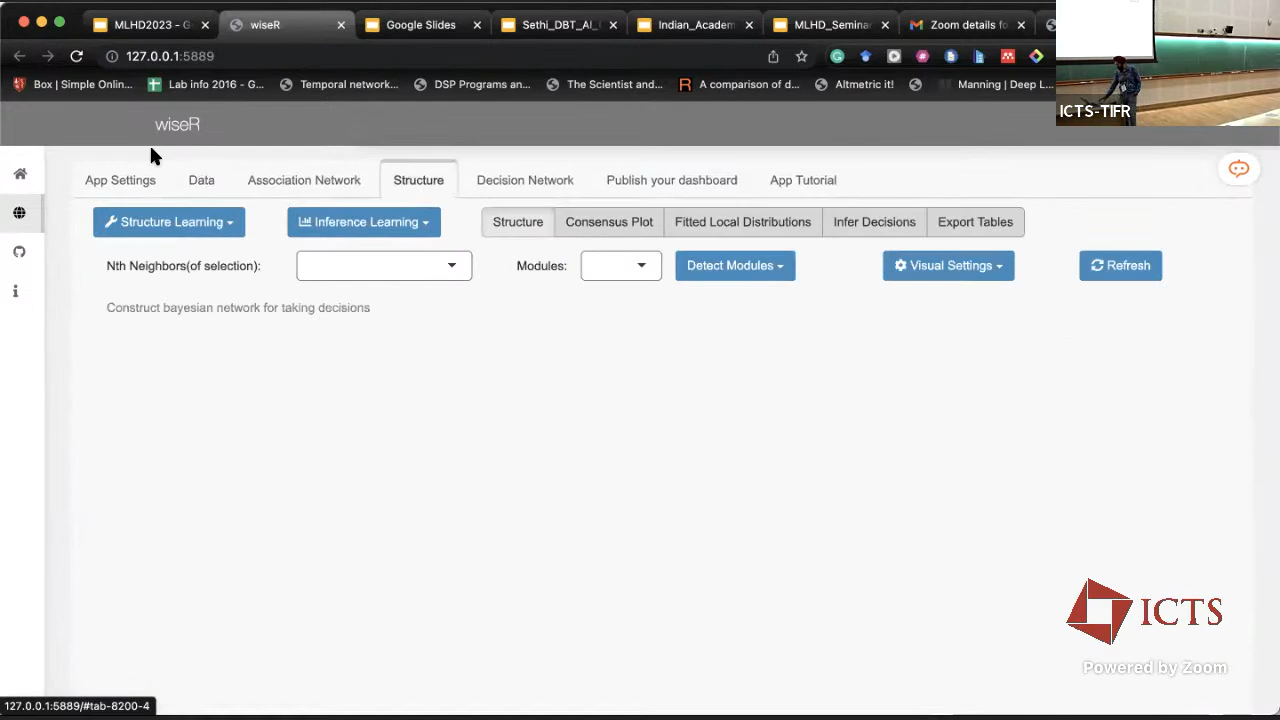 MLHD2023 - G
wiseR
Google Slides
Sethi_DBT_AI_
Indian_Academ
MLHD_Seminar
Zoom details fo
127.0.0.1:5889
Box | Simple Onlin...
Lab info 2016 - G...
Temporal network...
DSP Programs an...
The Scientist and...
A comparison of d...
Altmetric it!
Manning | Deep L...
ICTS-TIFR
wiseR
App Settings
Data
Association Network
Structure
Decision Network
Publish your dashboard
App Tutorial
Structure Learning
Inference Learning
Structure
Consensus Plot
Fitted Local Distributions
Infer Decisions
Export Tables
Nth Neighbors(of selection):
Modules:
Detect Modules
Visual Settings
Refresh
Construct bayesian network for taking decisions
ICTS
Powered by Zoom
127.0.0.1:5889/#tab-8200-4